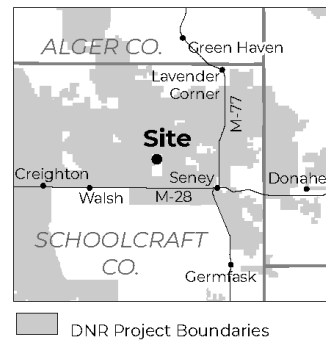 ALGER CO.
Green Haven
Lavender
Corner
M-77
Site
Creighton
Seney
Donahe
Walsh
M-28
SCHOOLCRAFT
CO.
Germfask
DNR Project Boundaries